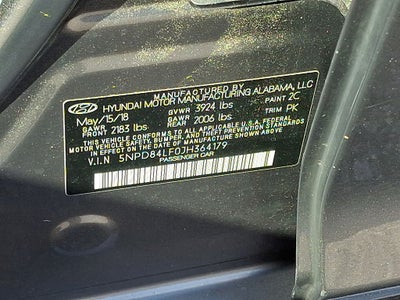 MANUFACTURED BY
HYUNDAI MOTOR MANUFACTURING ALABAMA, LLC
May/15/18 GVWR 3924 lbs PAINT 2C
GAWR FRONT 2183 lbs GAWR REAR 2006 lbs TRIM PK
THIS VEHICLE CONFORMS TO ALL APPLICABLE U.S.A. FEDERAL
MOTOR VEHICLE SAFETY, BUMPER, AND THEFT PREVENTION
STANDARDS IN EFFECT ON THE DATE OF MANUFACTURE
SHOWN ABOVE.
V.I.N 5NPD84LF0JH364179
PASSENGER CAR